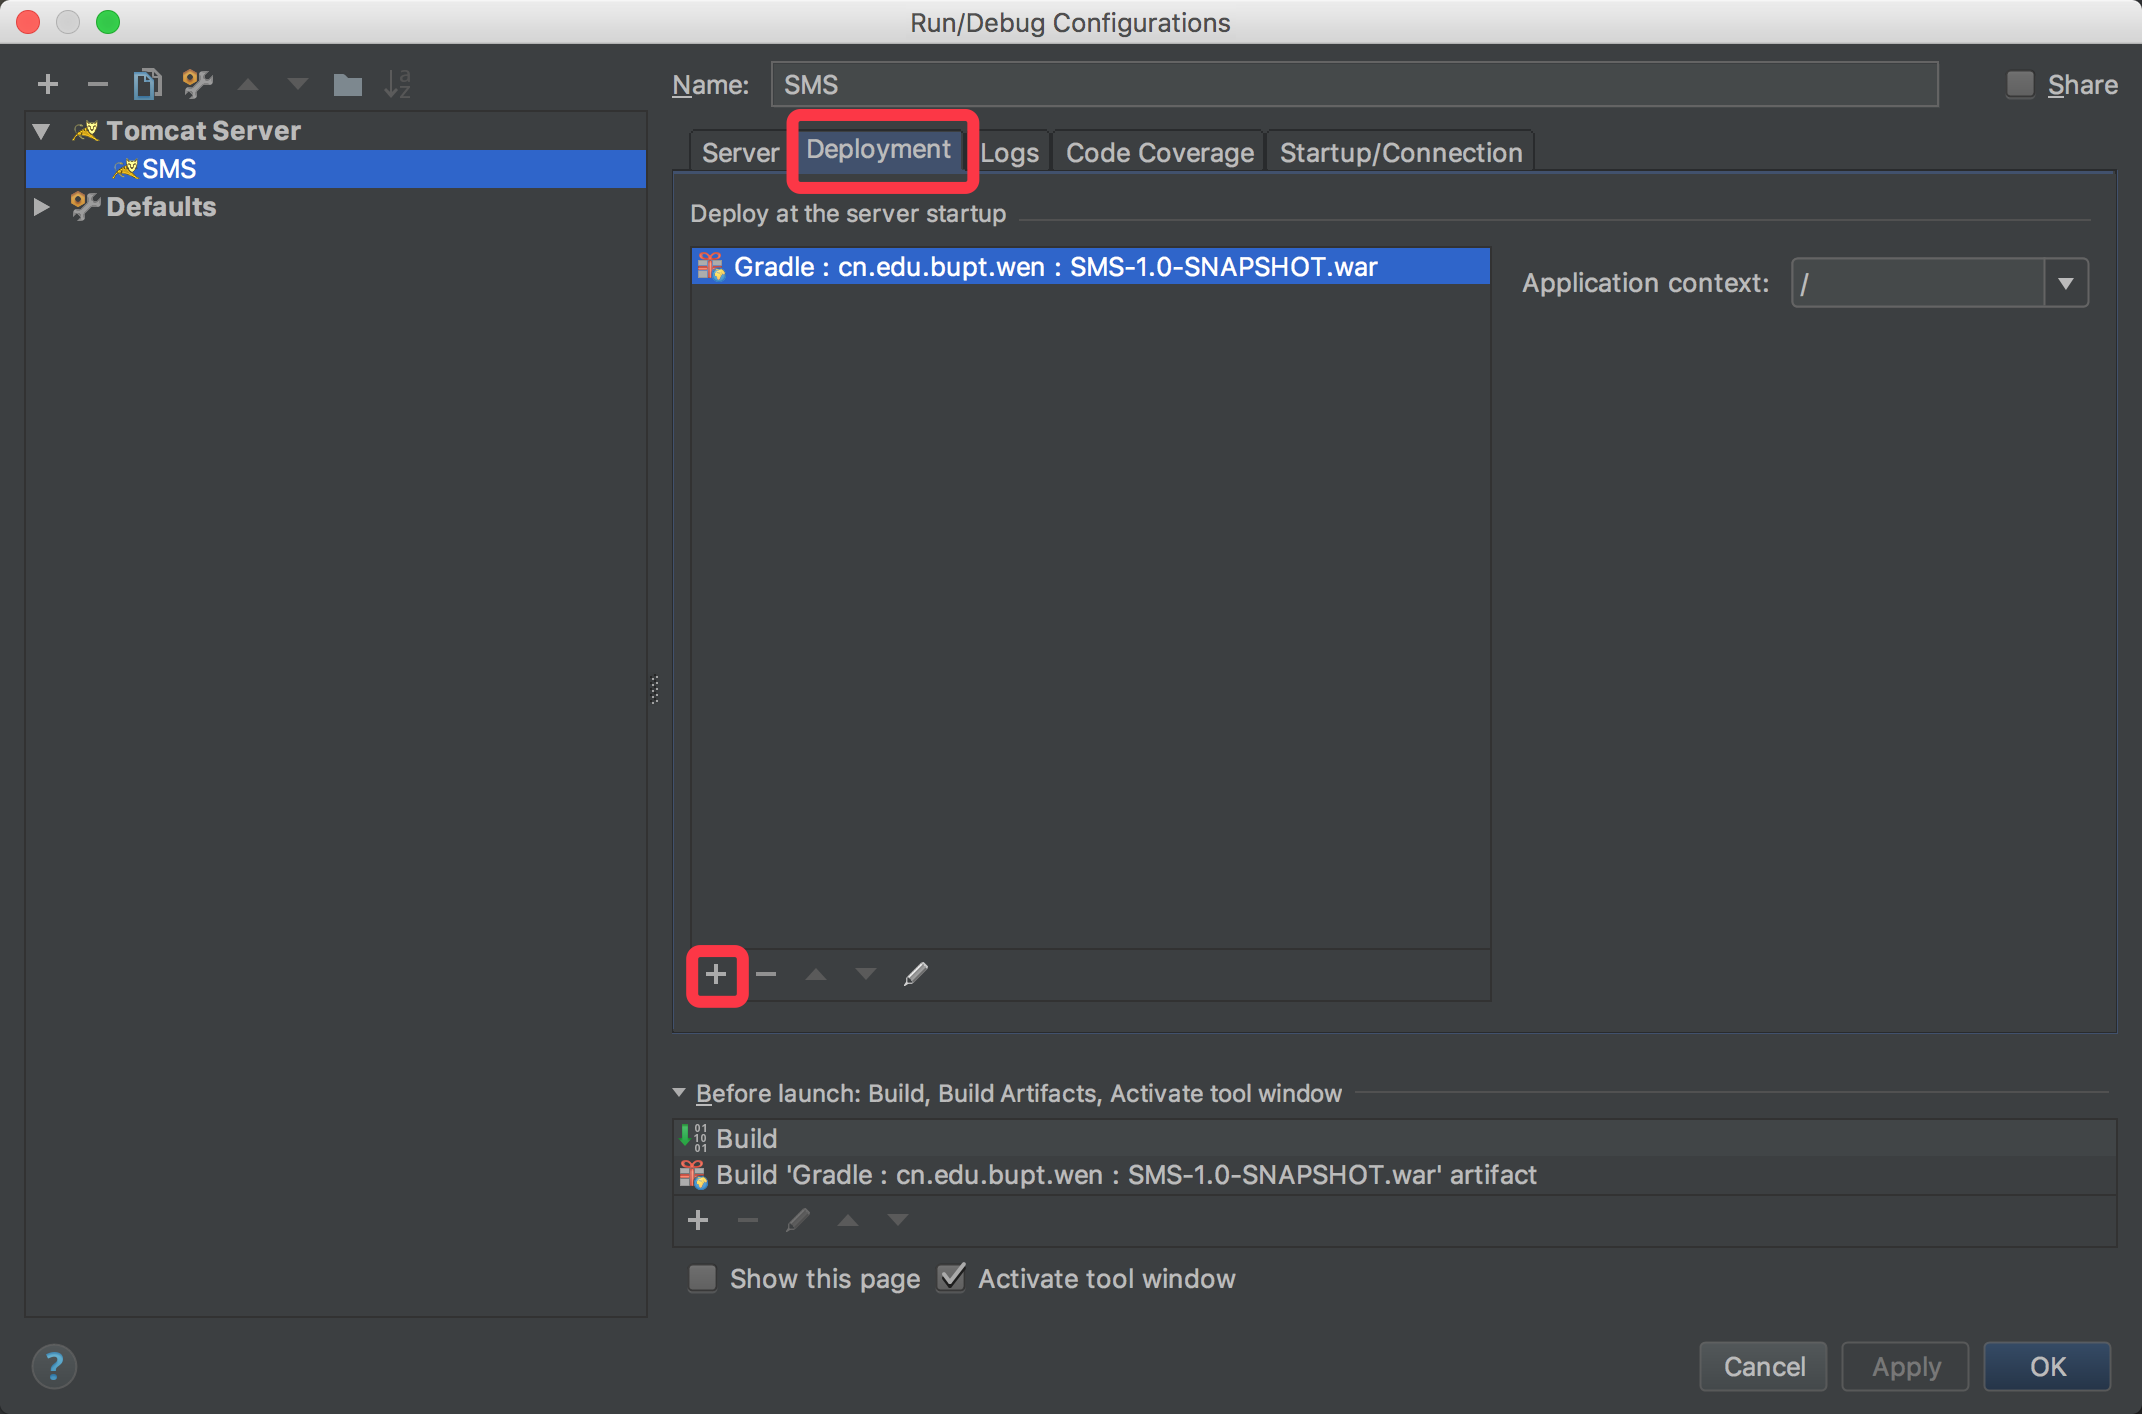 Run/Debug Configurations
Name: SMS
Share
Tomcat Server
SMS
Defaults
Server Deployment Logs Code Coverage Startup/Connection
Deploy at the server startup
Gradle : cn.edu.bupt.wen : SMS-1.0-SNAPSHOT.war
Application context: /
Before launch: Build, Build Artifacts, Activate tool window
Build
Build 'Gradle : cn.edu.bupt.wen : SMS-1.0-SNAPSHOT.war' artifact
Show this page Activate tool window
? Cancel Apply OK